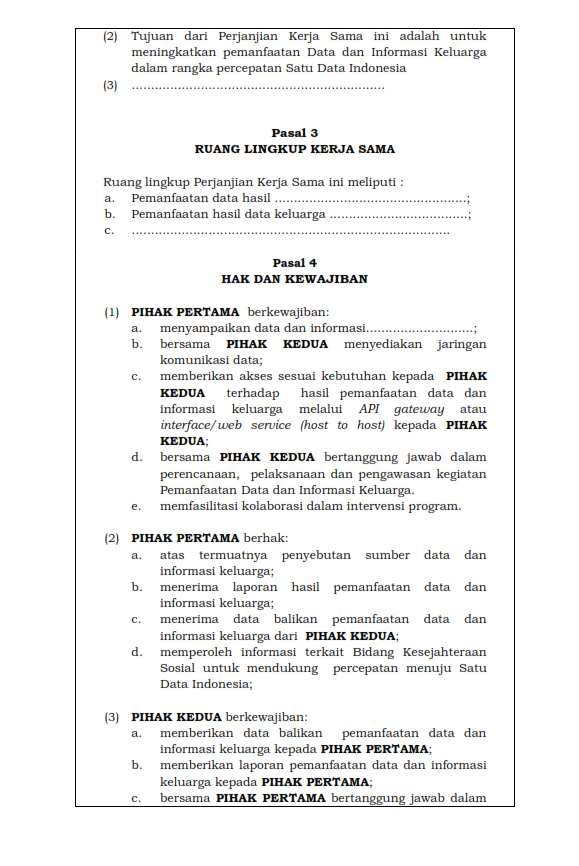 (2) Tujuan dari Perjanjian Kerja Sama ini adalah untuk
meningkatkan pemanfaatan Data dan Informasi Keluarga
dalam rangka percepatan Satu Data Indonesia
(3) .................................................................
Pasal 3
RUANG LINGKUP KERJA SAMA
Ruang lingkup Perjanjian Kerja Sama ini meliputi :
a. Pemanfaatan data hasil .................................................;
b. Pemanfaatan hasil data keluarga ...................................;
c. .................................................................................
Pasal 4
HAK DAN KEWAJIBAN
(1) PIHAK PERTAMA berkewajiban:
a. menyampaikan data dan informasi............................;
b. bersama PIHAK KEDUA menyediakan jaringan
komunikasi data;
c. memberikan akses sesuai kebutuhan kepada PIHAK
KEDUA terhadap hasil pemanfaatan data dan
informasi keluarga melalui API gateway atau
interface/web service (host to host) kepada PIHAK
KEDUA;
d. bersama PIHAK KEDUA bertanggung jawab dalam
perencanaan, pelaksanaan dan pengawasan kegiatan
Pemanfaatan Data dan Informasi Keluarga.
e. memfasilitasi kolaborasi dalam intervensi program.
(2) PIHAK PERTAMA berhak:
a. atas termuatnya penyebutan sumber data dan
informasi keluarga;
b. menerima laporan hasil pemanfaatan data dan
informasi keluarga;
c. menerima data balikan pemanfaatan data dan
informasi keluarga dari PIHAK KEDUA;
d. memperoleh informasi terkait Bidang Kesejahteraan
Sosial untuk mendukung percepatan menuju Satu
Data Indonesia;
(3) PIHAK KEDUA berkewajiban:
a. memberikan data balikan pemanfaatan data dan
informasi keluarga kepada PIHAK PERTAMA;
b. memberikan laporan pemanfaatan data dan informasi
keluarga kepada PIHAK PERTAMA;
c. bersama PIHAK PERTAMA bertanggung jawab dalam